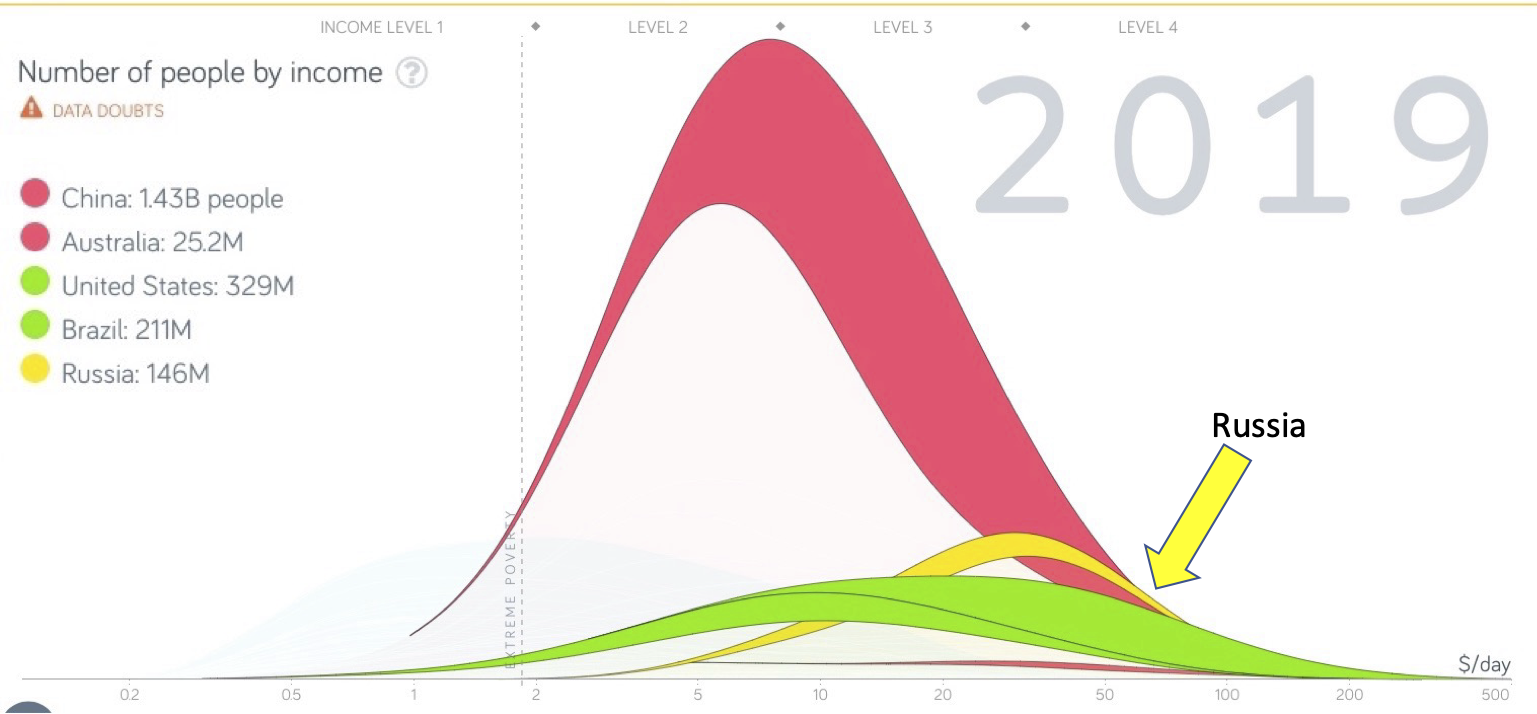 INCOME LEVEL 1 ◆ LEVEL 2 ◆ LEVEL 3 ◆ LEVEL 4
Number of people by income ?
DATA DOUBTS
2019
China: 1.43B people
Australia: 25.2M
United States: 329M
Brazil: 211M
Russia: 146M
Russia
EXTREME POVERTY
$/day
0.2 0.5 1 2 5 10 20 50 100 200 500